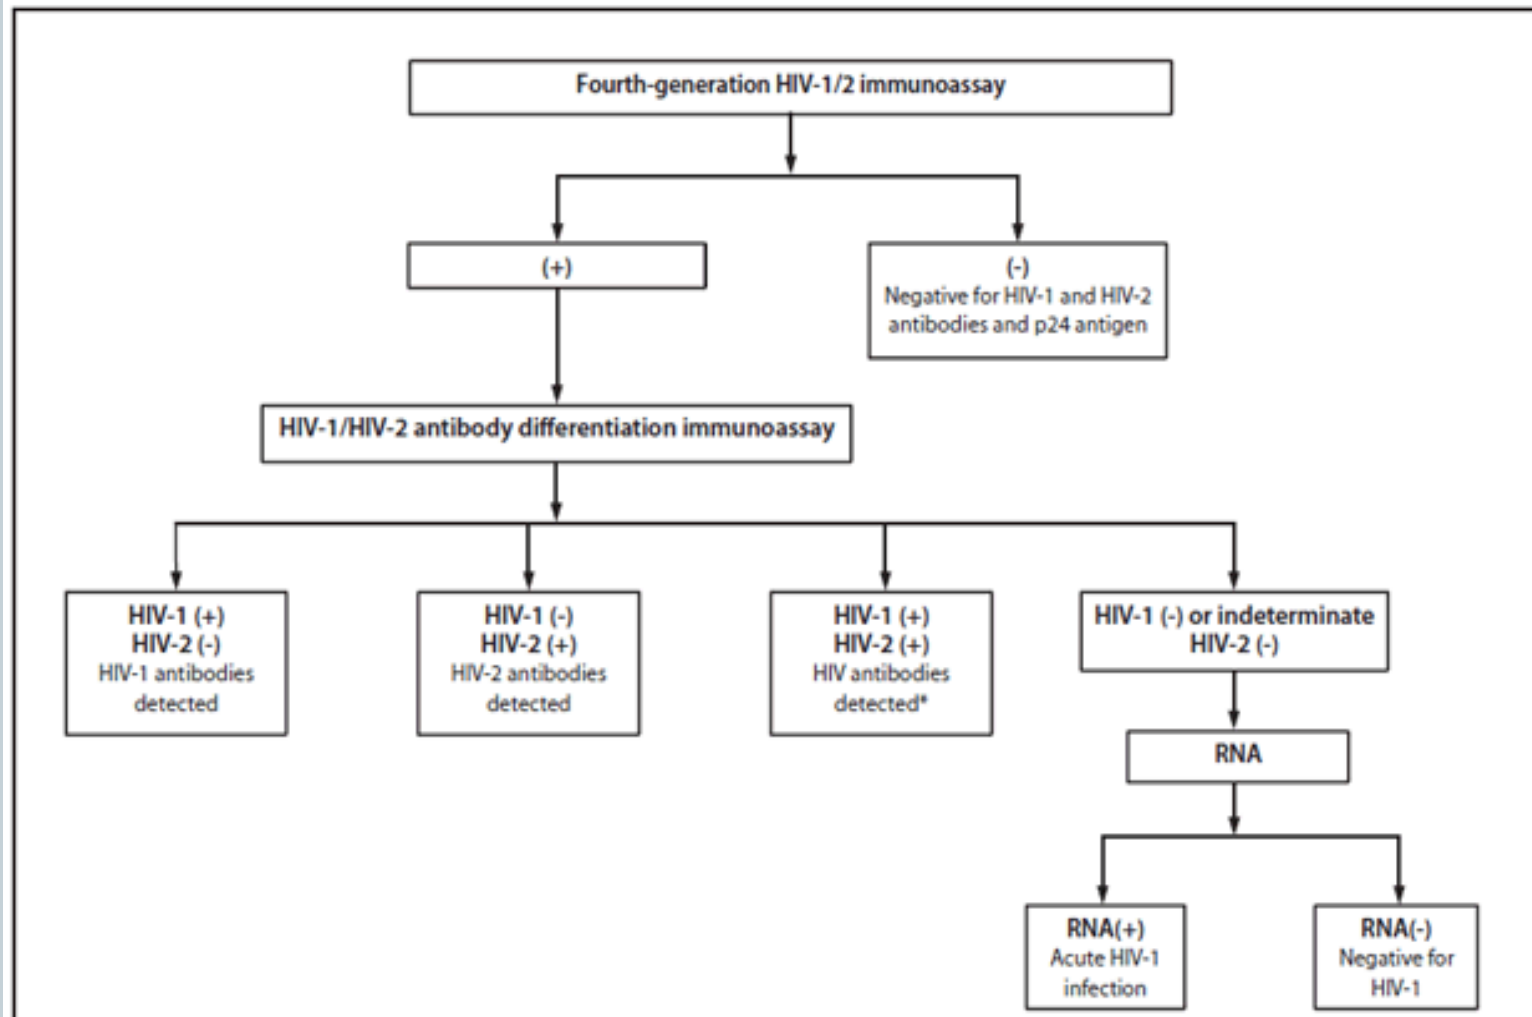 Fourth-generation HIV-1/2 immunoassay
(+)
(-)
Negative for HIV-1 and HIV-2
antibodies and p24 antigen
HIV-1/HIV-2 antibody differentiation immunoassay
HIV-1 (+)
HIV-2 (-)
HIV-1 antibodies
detected
HIV-1 (-)
HIV-2 (+)
HIV-2 antibodies
detected
HIV-1 (+)
HIV-2 (+)
HIV antibodies
detected*
HIV-1 (-) or indeterminate
HIV-2 (-)
RNA
RNA(+)
Acute HIV-1
infection
RNA(-)
Negative for
HIV-1